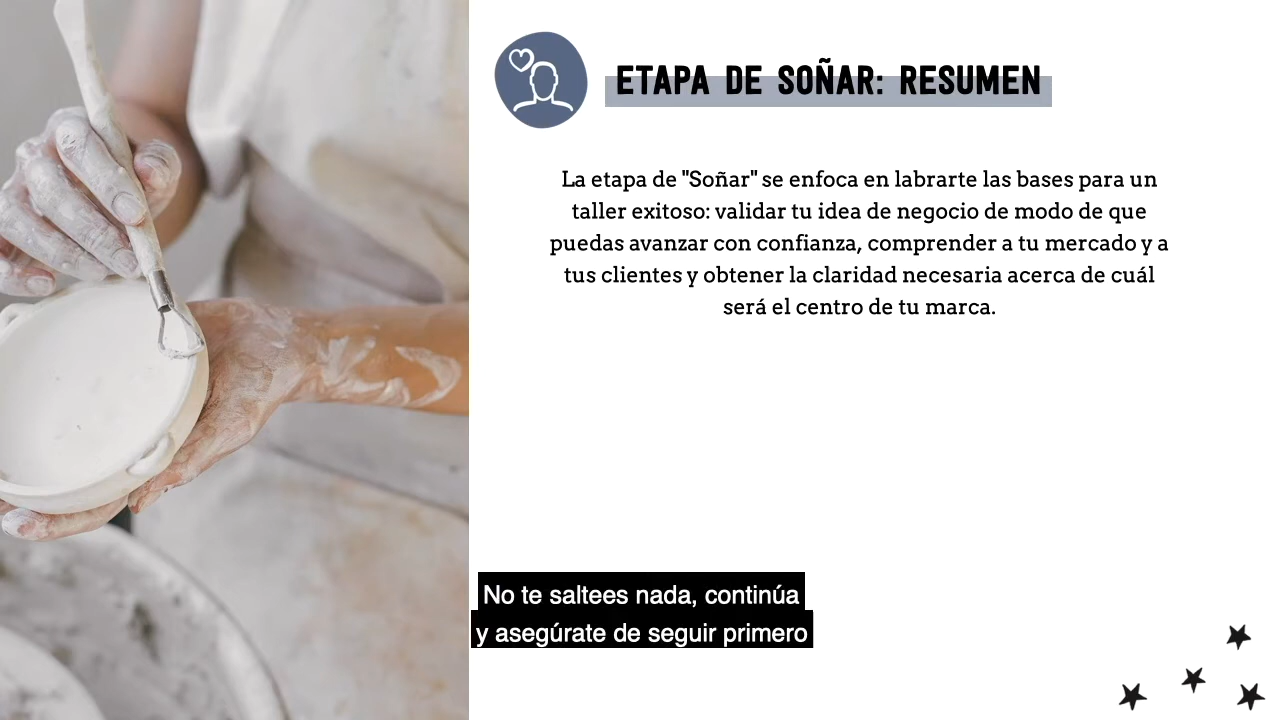 ETAPA DE SOÑAR: RESUMEN
La etapa de "Soñar" se enfoca en labrarte las bases para un
taller exitoso: validar tu idea de negocio de modo de que
puedas avanzar con confianza, comprender a tu mercado y a
tus clientes y obtener la claridad necesaria acerca de cuál
será el centro de tu marca.
No te saltees nada, continúa
y asegúrate de seguir primero